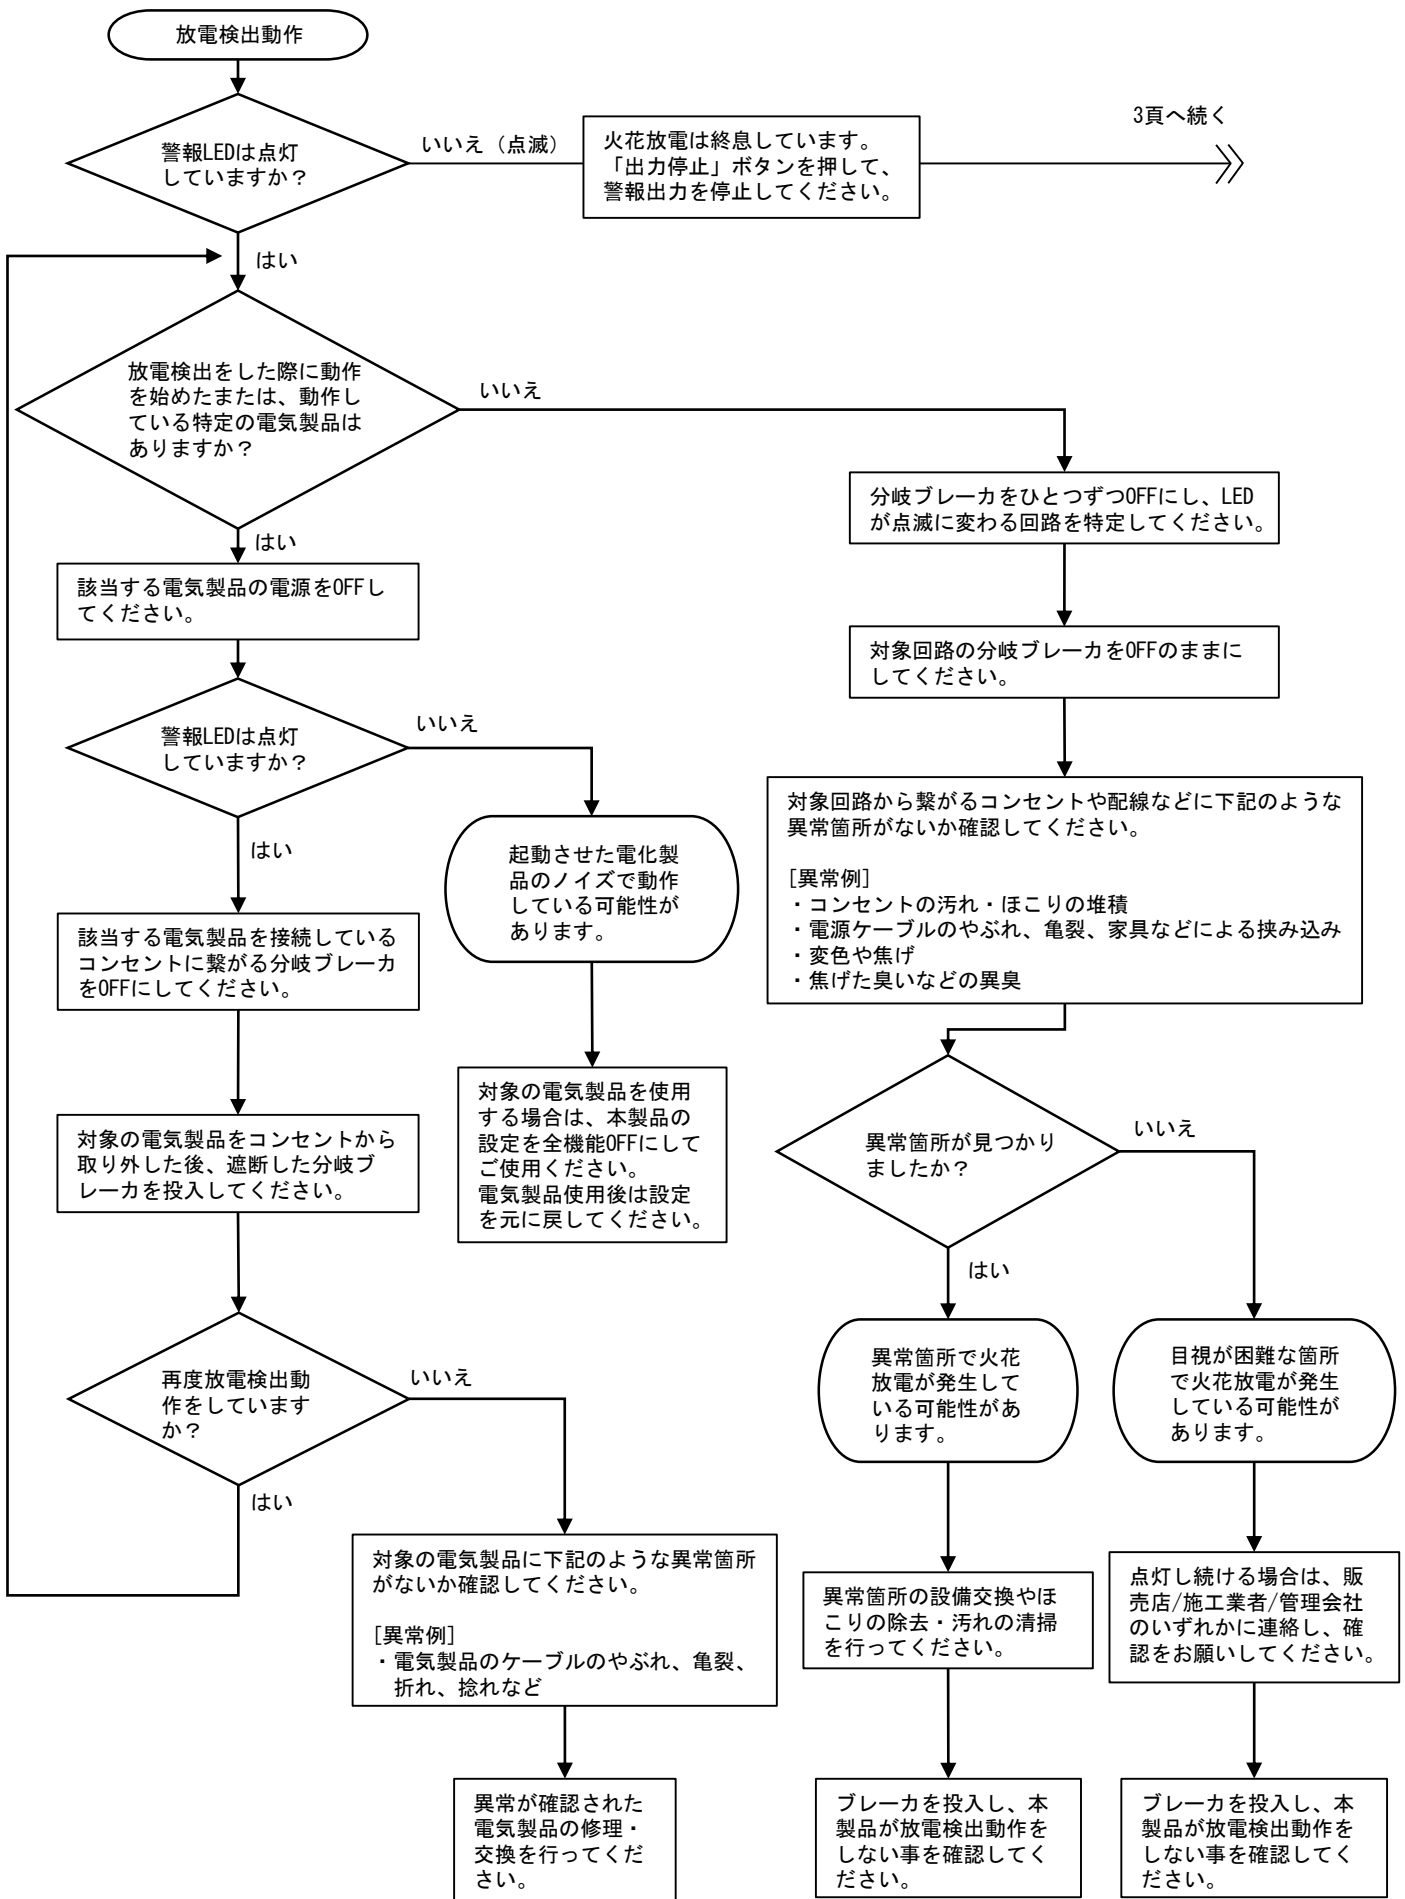 放電検出動作
警報LEDは点灯
していますか？
いいえ（点滅）
火花放電は終息しています。
「出力停止」ボタンを押して、
警報出力を停止してください。
3頁へ続く
はい
放電検出をした際に動作
を始めたまたは、動作し
ている特定の電気製品は
ありますか？
いいえ
はい
該当する電気製品の電源をOFFし
てください。
警報LEDは点灯
していますか？
いいえ
はい
起動させた電化製
品のノイズで動作
している可能性が
あります。
対象の電気製品を使用
する場合は、本製品の
設定を全機能OFFにして
ご使用ください。
電気製品使用後は設定
を元に戻してください。
該当する電気製品を接続している
コンセントに繋がる分岐ブレーカ
をOFFにしてください。
対象の電気製品をコンセントから
取り外した後、遮断した分岐ブ
レーカを投入してください。
再度放電検出動
作をしています
か？
いいえ
はい
対象の電気製品に下記のような異常箇所
がないか確認してください。
[異常例]
・電気製品のケーブルのやぶれ、亀裂、
折れ、捻れなど
異常が確認された
電気製品の修理・
交換を行ってくだ
さい。
分岐ブレーカをひとつずつOFFにし、LED
が点滅に変わる回路を特定してください。
対象回路の分岐ブレーカをOFFのままに
してください。
対象回路から繋がるコンセントや配線などに下記のような
異常箇所がないか確認してください。
[異常例]
・コンセントの汚れ・ほこりの堆積
・電源ケーブルのやぶれ、亀裂、家具などによる挟み込み
・変色や焦げ
・焦げた臭いなどの異臭
異常箇所が見つかり
ましたか？
いいえ
はい
異常箇所で火花
放電が発生して
いる可能性があ
ります。
異常箇所の設備交換やほ
こりの除去・汚れの清掃
を行ってください。
ブレーカを投入し、本
製品が放電検出動作を
しない事を確認してく
ださい。
目視が困難な箇所
で火花放電が発生
している可能性が
あります。
点灯し続ける場合は、販
売店/施工業者/管理会社
のいずれかに連絡し、確
認をお願いしてください。
ブレーカを投入し、本
製品が放電検出動作を
しない事を確認してく
ださい。